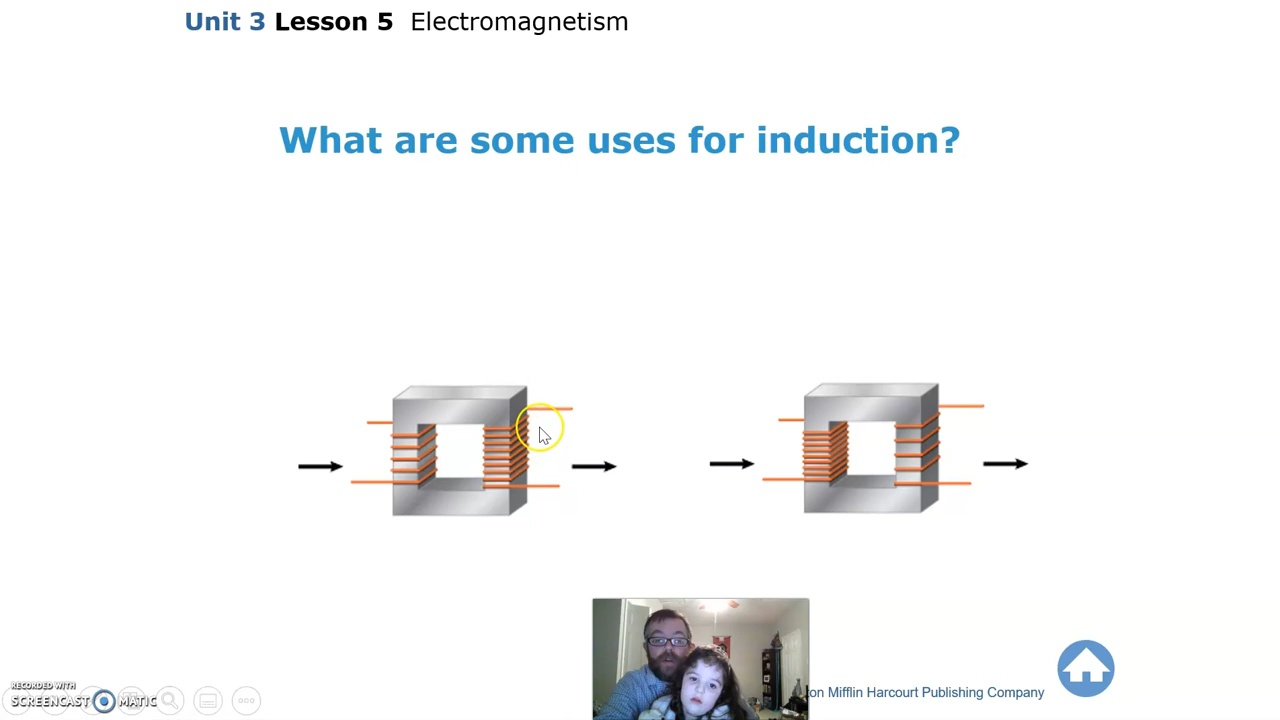 Unit 3 Lesson 5 Electromagnetism
What are some uses for induction?
Mifflin Harcourt Publishing Company
RECORDED WITH
SCREENCAST MATIC